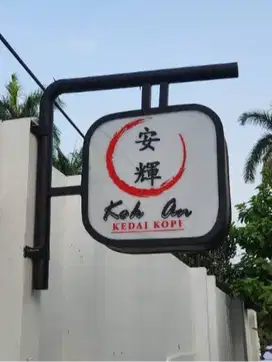 安
輝
Koh An
KEDAI KOPI